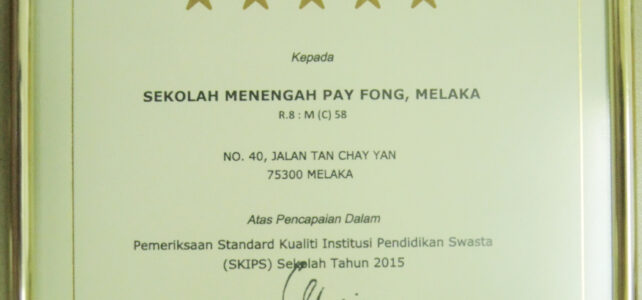 Kepada
SEKOLAH MENENGAH PAY FONG, MELAKA
R.8 : M (C) 58
NO. 40, JALAN TAN CHAY YAN
75300 MELAKA
Atas Pencapaian Dalam
Pemeriksaan Standard Kualiti Institusi Pendidikan Swasta
(SKIPS) Sekolah Tahun 2015